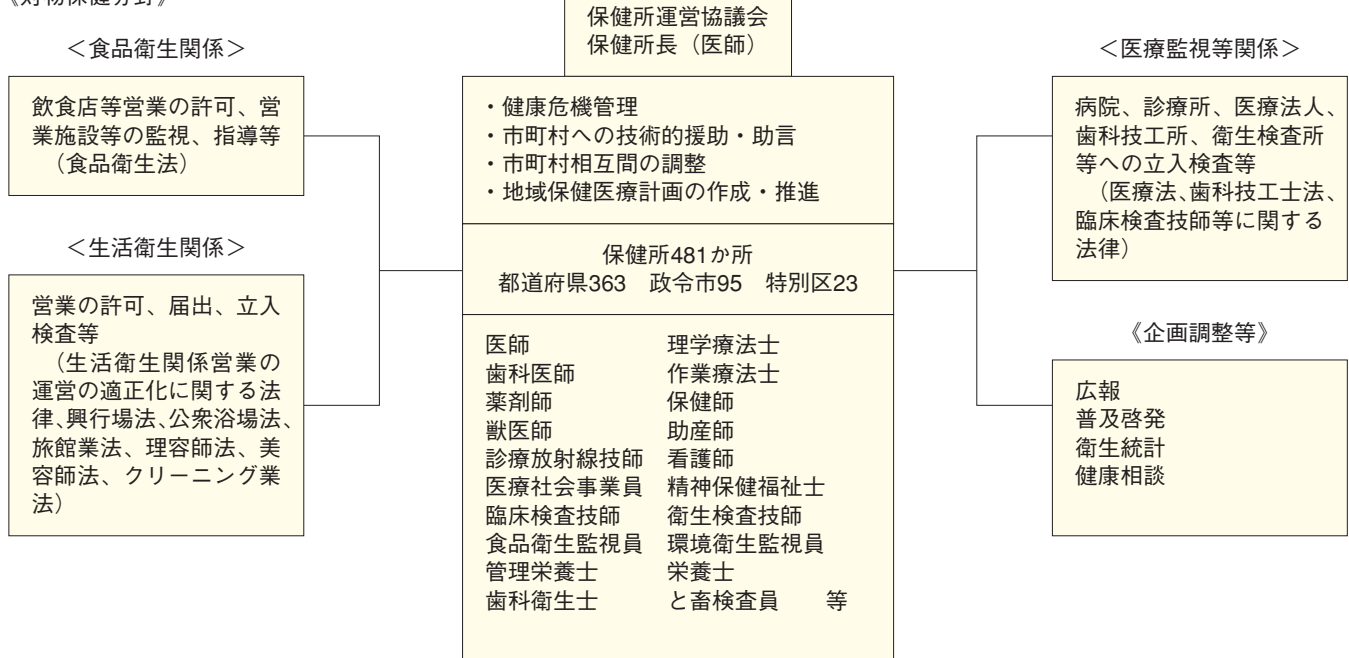 《対物保健分野》
＜食品衛生関係＞
飲食店等営業の許可、営
業施設等の監視、指導等
（食品衛生法）
＜生活衛生関係＞
営業の許可、届出、立入
検査等
（生活衛生関係営業の
運営の適正化に関する法
律、興行場法、公衆浴場法、
旅館業法、理容師法、美
容師法、クリーニング業
法）
保健所運営協議会
保健所長（医師）
・健康危機管理
・市町村への技術的援助・助言
・市町村相互間の調整
・地域保健医療計画の作成・推進
保健所481か所
都道府県363　政令市95　特別区23
医師　理学療法士
歯科医師　作業療法士
薬剤師　保健師
獣医師　助産師
診療放射線技師　看護師
医療社会事業員　精神保健福祉士
臨床検査技師　衛生検査技師
食品衛生監視員　環境衛生監視員
管理栄養士　栄養士
歯科衛生士　と畜検査員　等
＜医療監視等関係＞
病院、診療所、医療法人、
歯科技工所、衛生検査所
等への立入検査等
（医療法、歯科技工士法、
臨床検査技師等に関する
法律）
《企画調整等》
広報
普及啓発
衛生統計
健康相談